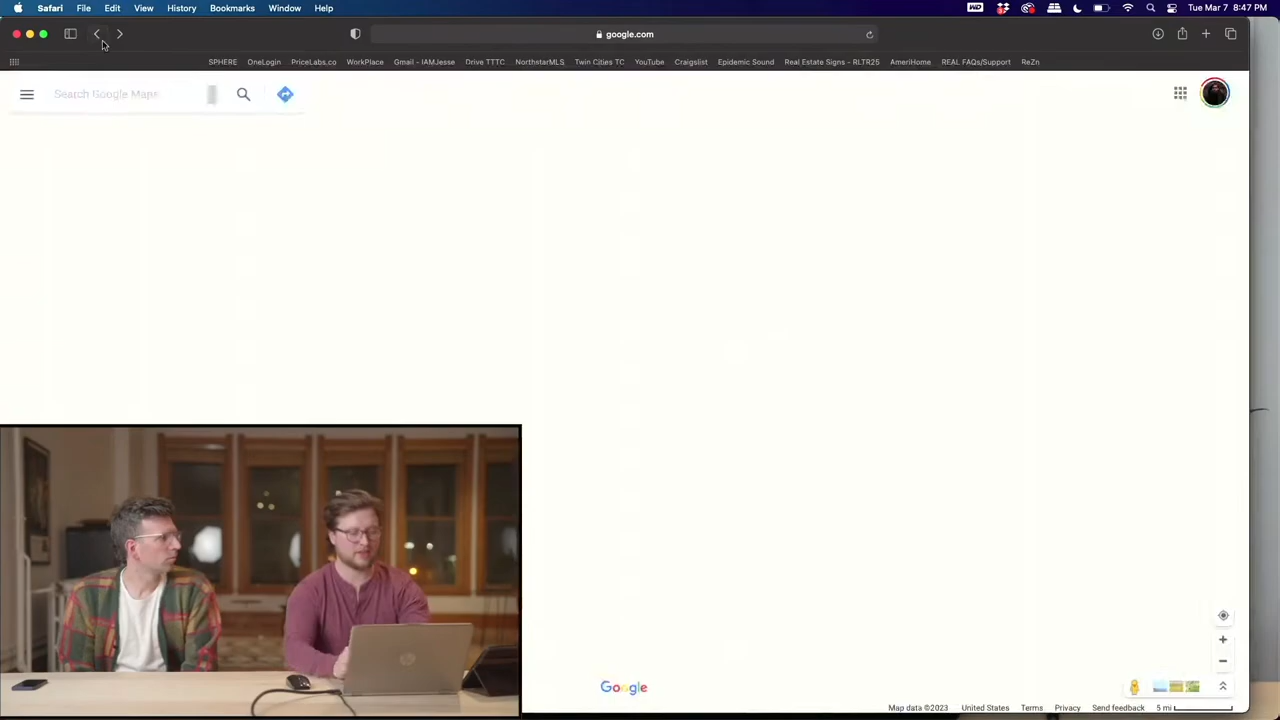 Safari File Edit View History Bookmarks Window Help WD Tue Mar 7 8:47 PM
google.com
SPHERE OneLogin PriceLabs.co WorkPlace Gmail - IAMJesse Drive TTTC NorthstarMLS Twin Cities TC YouTube Craigslist Epidemic Sound Real Estate Signs - RLTR25 AmeriHome REAL FAQs/Support ReZn
Search Google Maps
Google
Map data ©2023 United States Terms Privacy Send feedback 5 mi